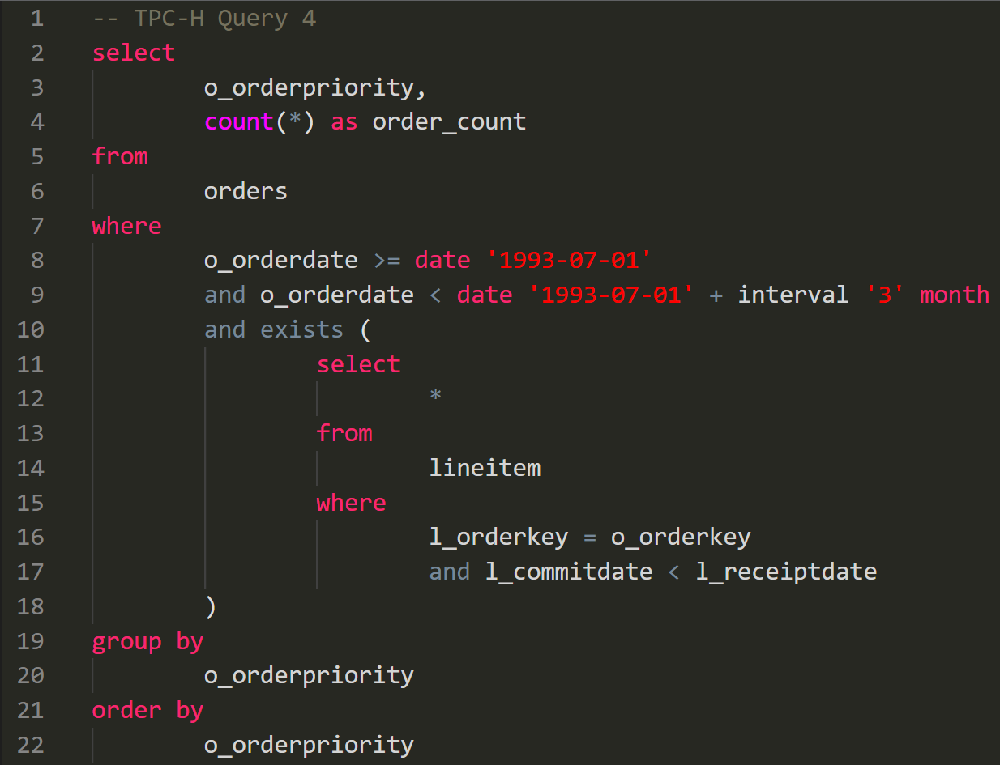 1 -- TPC-H Query 4
2 select
3 o_orderpriority,
4 count(*) as order_count
5 from
6 orders
7 where
8 o_orderdate >= date '1993-07-01'
9 and o_orderdate < date '1993-07-01' + interval '3' month
10 and exists (
11 select
12 *
13 from
14 lineitem
15 where
16 l_orderkey = o_orderkey
17 and l_commitdate < l_receiptdate
18 )
19 group by
20 o_orderpriority
21 order by
22 o_orderpriority